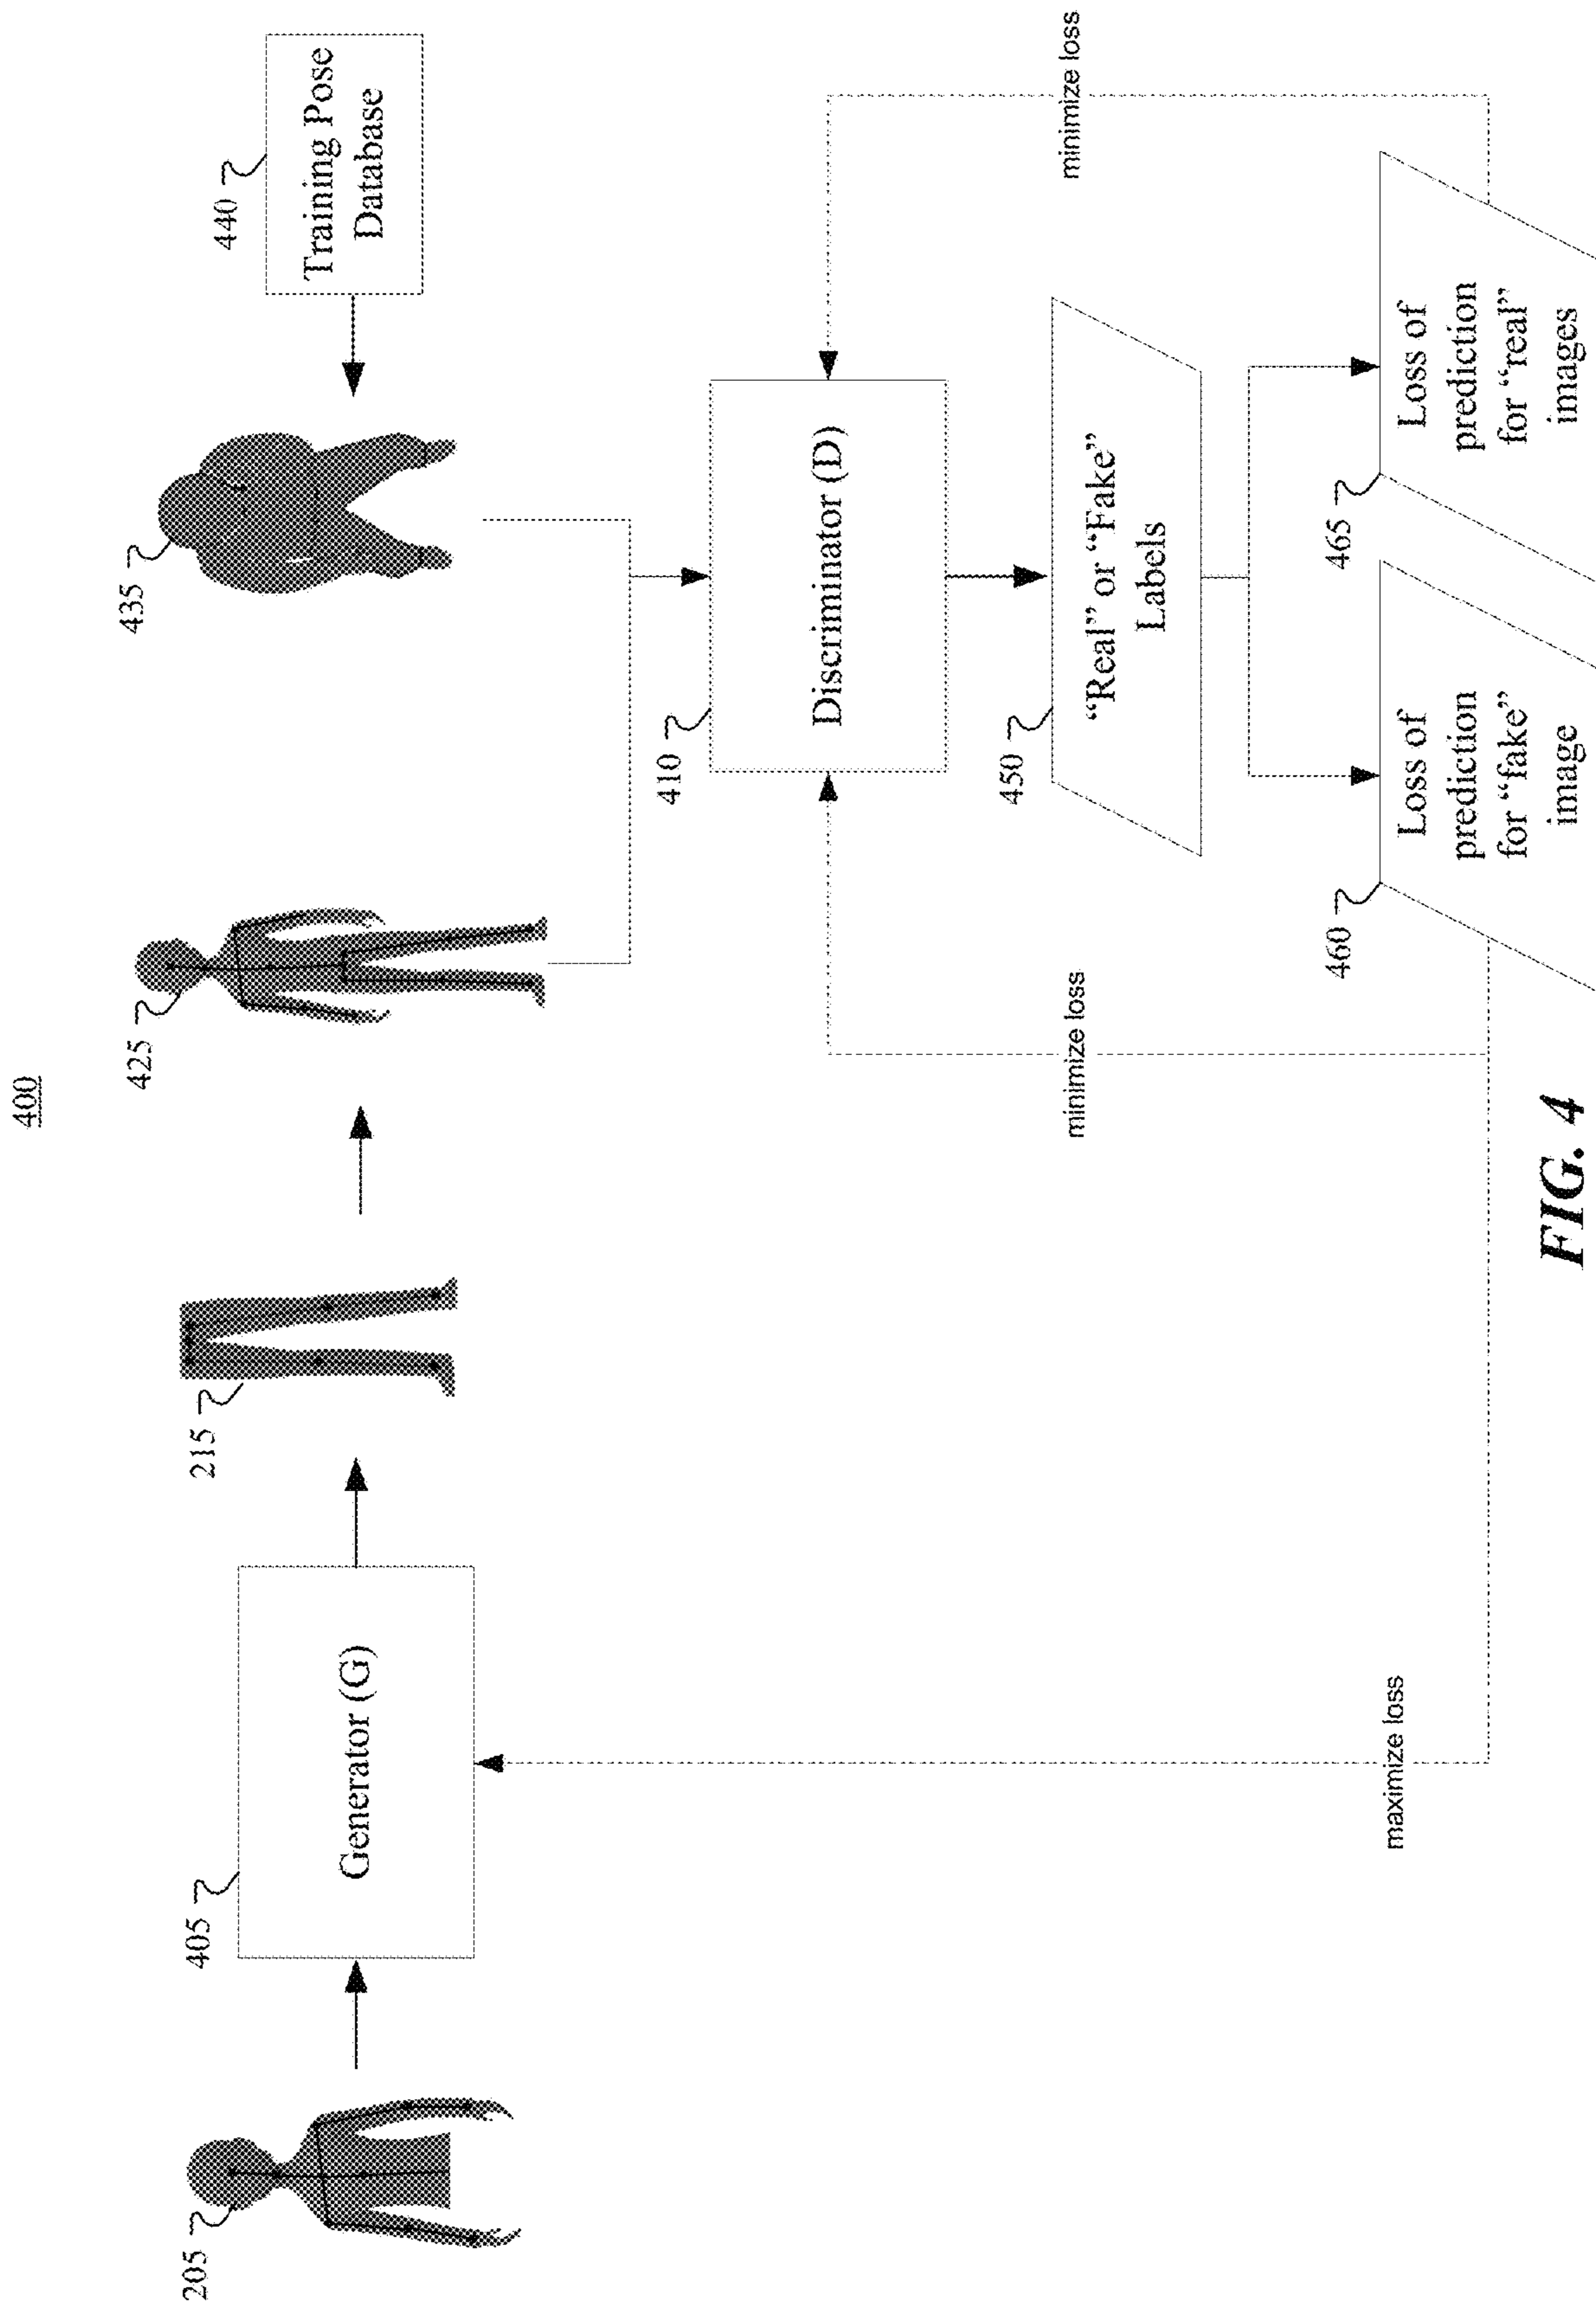 400
205
405
Generator (G)
215
425
435
440
Training Pose
Database
410
Discriminator (D)
450
“Real” or “Fake”
Labels
minimize loss
minimize loss
maximize loss
460
Loss of
prediction
for “fake”
image
465
Loss of
prediction
for “real”
images
FIG. 4